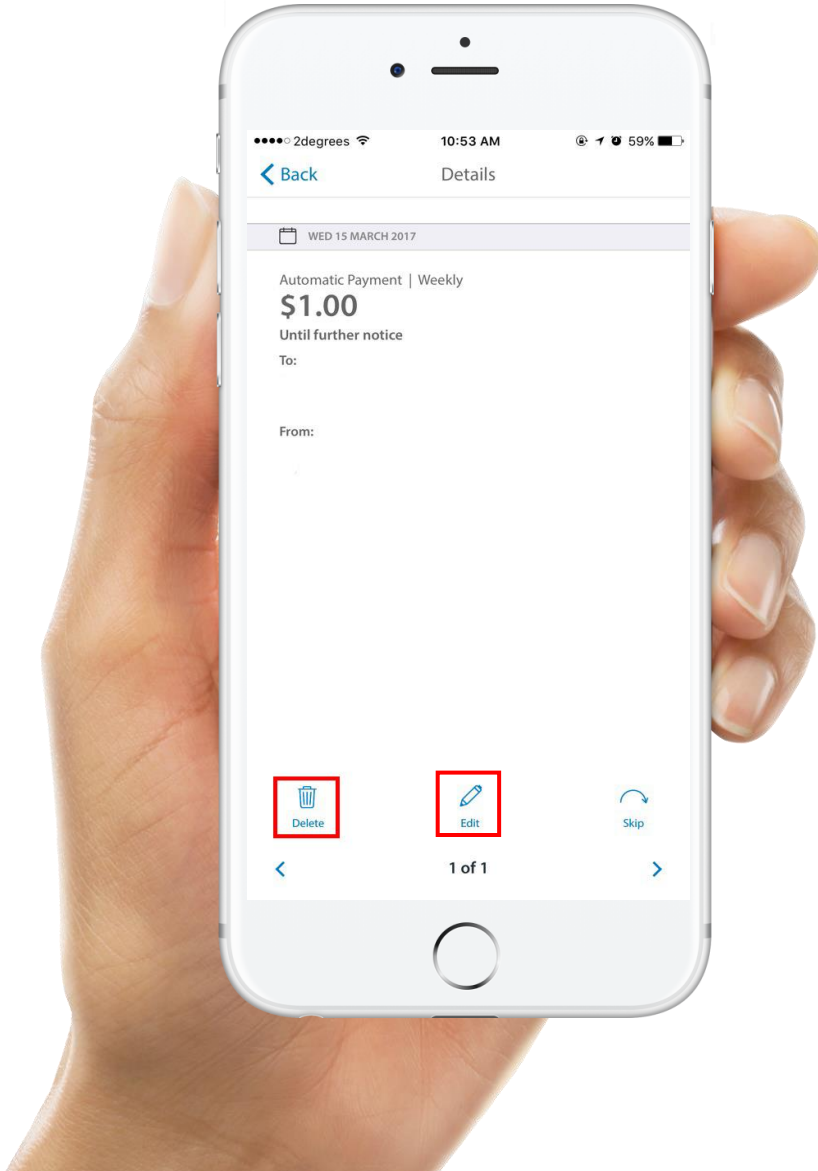 2degrees 10:53 AM 59%
Back Details
WED 15 MARCH 2017
Automatic Payment | Weekly
$1.00
Until further notice
To:
From:
Delete Edit Skip
1 of 1